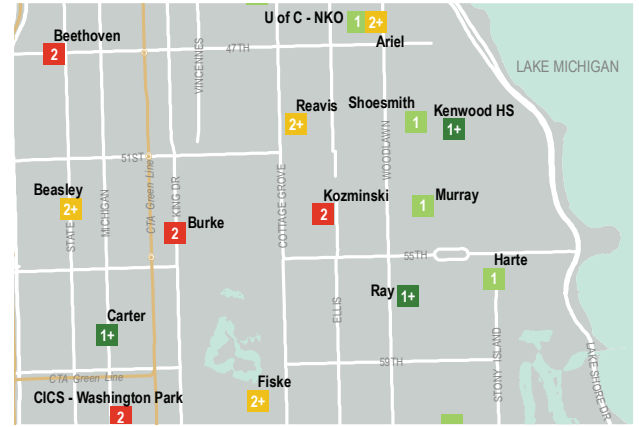 U of C - NKO
1
2+
Ariel
Beethoven
2
47TH
VINCENNES
LAKE MICHIGAN
Reavis
2+
Shoesmith
1
Kenwood HS
1+
WOODLAWN
51ST
CTA Green Line
KING DR
COTTAGE GROVE
Beasley
2+
STATE
MICHIGAN
Burke
2
Kozminski
2
Murray
1
55TH
Harte
1
Ray
1+
ELLIS
Carter
1+
59TH
STONY ISLAND
LAKE SHORE DR
CTA Green Line
CICS - Washington Park
2
Fiske
2+